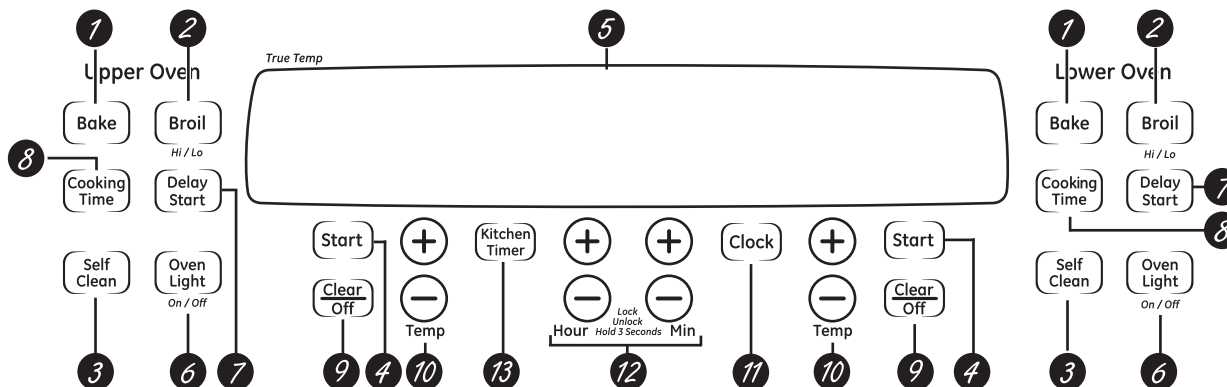 1 2 5 1 2
True Temp
Upper Oven Lower Oven
Bake Broil Bake Broil
Hi / Lo Hi / Lo
8 Cooking Time Delay Start Cooking Time Delay Start 7
8
Start + Kitchen Timer + + Clock + Start
Self Clean Oven Light Self Clean Oven Light
Clear Off − − − − Clear Off
On / Off On / Off
Lock
Unlock
Temp Hour Hold 3 Seconds Min Temp
3 6 7 9 4 10 13 12 11 10 9 4 3 6